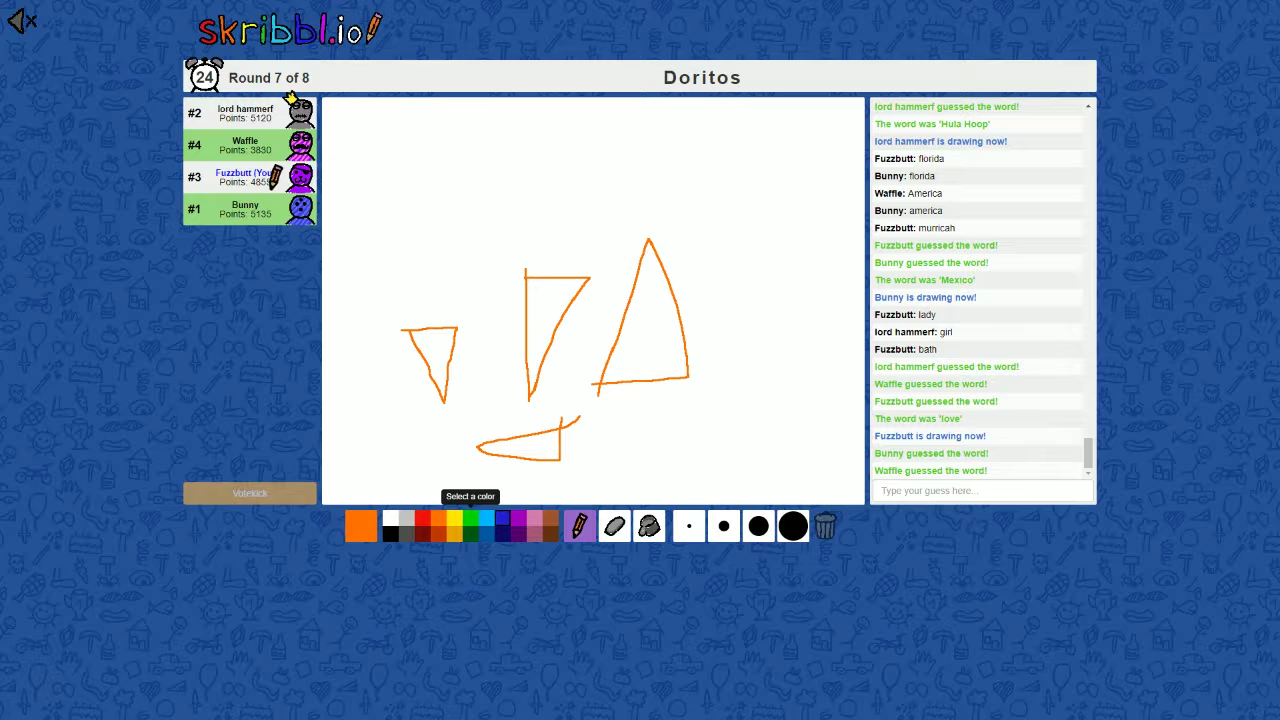 skribbl.io
24
Round 7 of 8
Doritos
#2
lord hammerf
Points: 5120
#4
Waffle
Points: 3830
#3
Fuzzbutt (You
Points: 4855
#1
Bunny
Points: 5135
Votekick
lord hammerf guessed the word!
The word was 'Hula Hoop'
lord hammerf is drawing now!
Fuzzbutt: florida
Bunny: florida
Waffle: America
Bunny: america
Fuzzbutt: murricah
Fuzzbutt guessed the word!
Bunny guessed the word!
The word was 'Mexico'
Bunny is drawing now!
Fuzzbutt: lady
lord hammerf: girl
Fuzzbutt: bath
lord hammerf guessed the word!
Waffle guessed the word!
Fuzzbutt guessed the word!
The word was 'love'
Fuzzbutt is drawing now!
Bunny guessed the word!
Waffle guessed the word!
Type your guess here...
Select a color